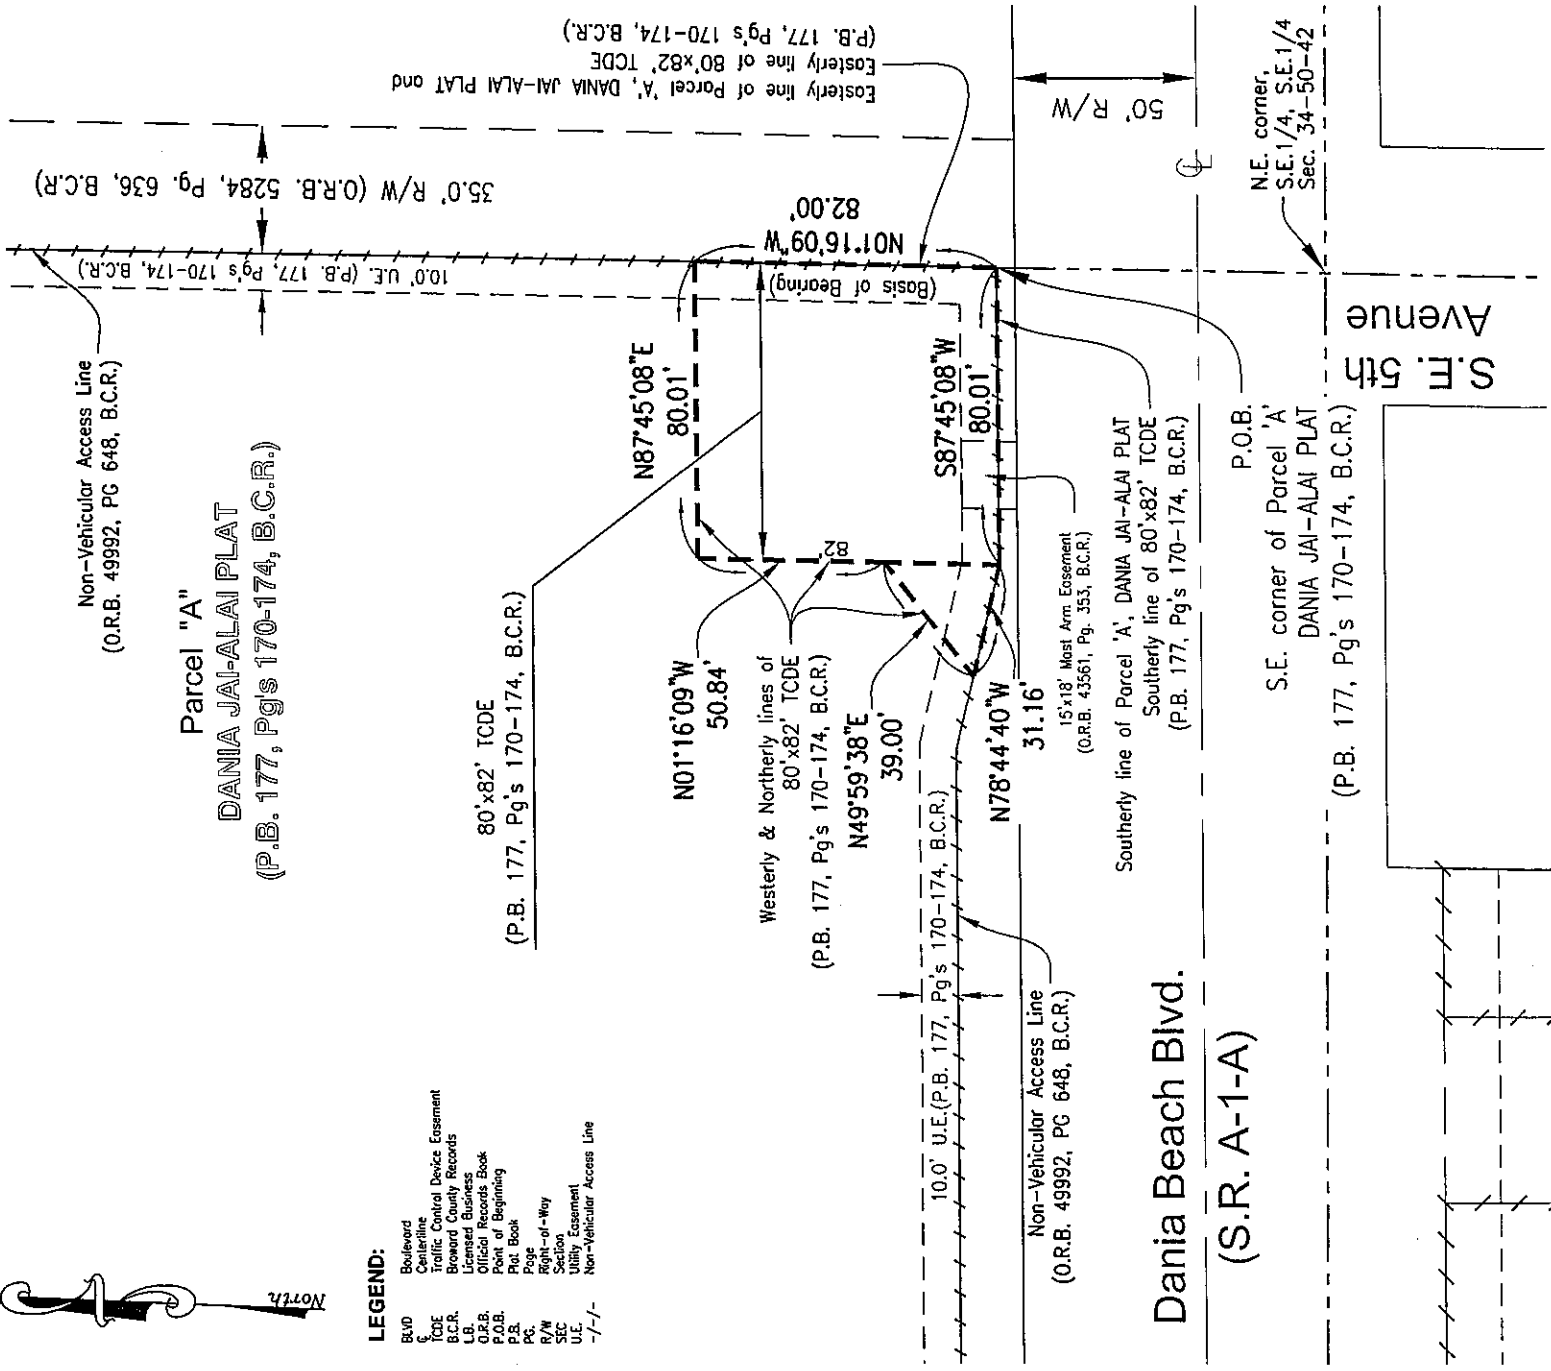 Non-Vehicular Access Line
(O.R.B. 49992, PG 648, B.C.R.)
Parcel "A"
DANIA JAI-ALAI PLAT
(P.B. 177, Pg's 170-174, B.C.R.)
35.0' R/W (O.R.B. 5284, Pg. 636, B.C.R)
10.0' U.E. (P.B. 177, Pg's 170-174, B.C.R.)
Easterly line of Parcel 'A', DANIA JAI-ALAI PLAT and
Easterly line of 80'x82' TCDE
(P.B. 177, Pg's 170-174, B.C.R.)
N01°16'09"W
82.00'
(Basis of Bearing)
50' R/W
N.E. corner,
S.E.1/4, S.E.1/4
Sec. 34-50-42
S.E. 5th
Avenue
N87°45'08"E
80.01'
S87°45'08"W
80.01'
82'
80'x82' TCDE
(P.B. 177, Pg's 170-174, B.C.R.)
N01°16'09"W
50.84'
Westerly & Northerly lines of
80'x82' TCDE
(P.B. 177, Pg's 170-174, B.C.R.)
N49°59'38"E
39.00'
N78°44'40"W
31.16'
15'x18' Mast Arm Easement
(O.R.B. 43561, Pg. 353, B.C.R.)
Southerly line of Parcel 'A', DANIA JAI-ALAI PLAT
Southerly line of 80'x82' TCDE
(P.B. 177, Pg's 170-174, B.C.R.)
P.O.B.
S.E. corner of Parcel 'A'
DANIA JAI-ALAI PLAT
(P.B. 177, Pg's 170-174, B.C.R.)
10.0' U.E.(P.B. 177, Pg's 170-174, B.C.R.)
Non-Vehicular Access Line
(O.R.B. 49992, PG 648, B.C.R.)
Dania Beach Blvd.
(S.R. A-1-A)
North
LEGEND:
BLVD Boulevard
℄ Centerline
TCDE Traffic Control Device Easement
B.C.R. Broward County Records
L.B. Licensed Business
O.R.B. Official Records Book
P.O.B. Point of Beginning
P.B. Plat Book
PG. Page
R/W Right-of-Way
SEC Section
U.E. Utility Easement
-/-/- Non-Vehicular Access Line
℄